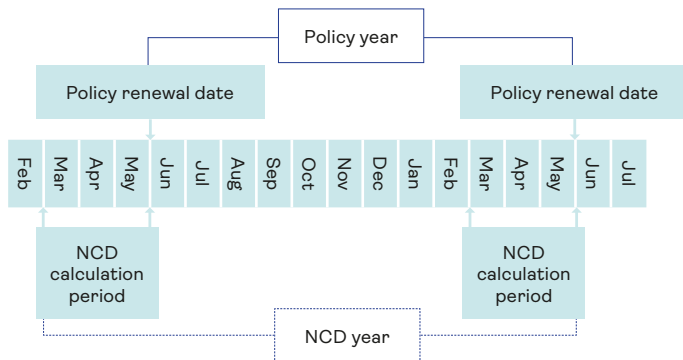 Policy year
Policy renewal date
Policy renewal date
Feb
Mar
Apr
May
Jun
Jul
Aug
Sep
Oct
Nov
Dec
Jan
Feb
Mar
Apr
May
Jun
Jul
NCD
calculation
period
NCD
calculation
period
NCD year